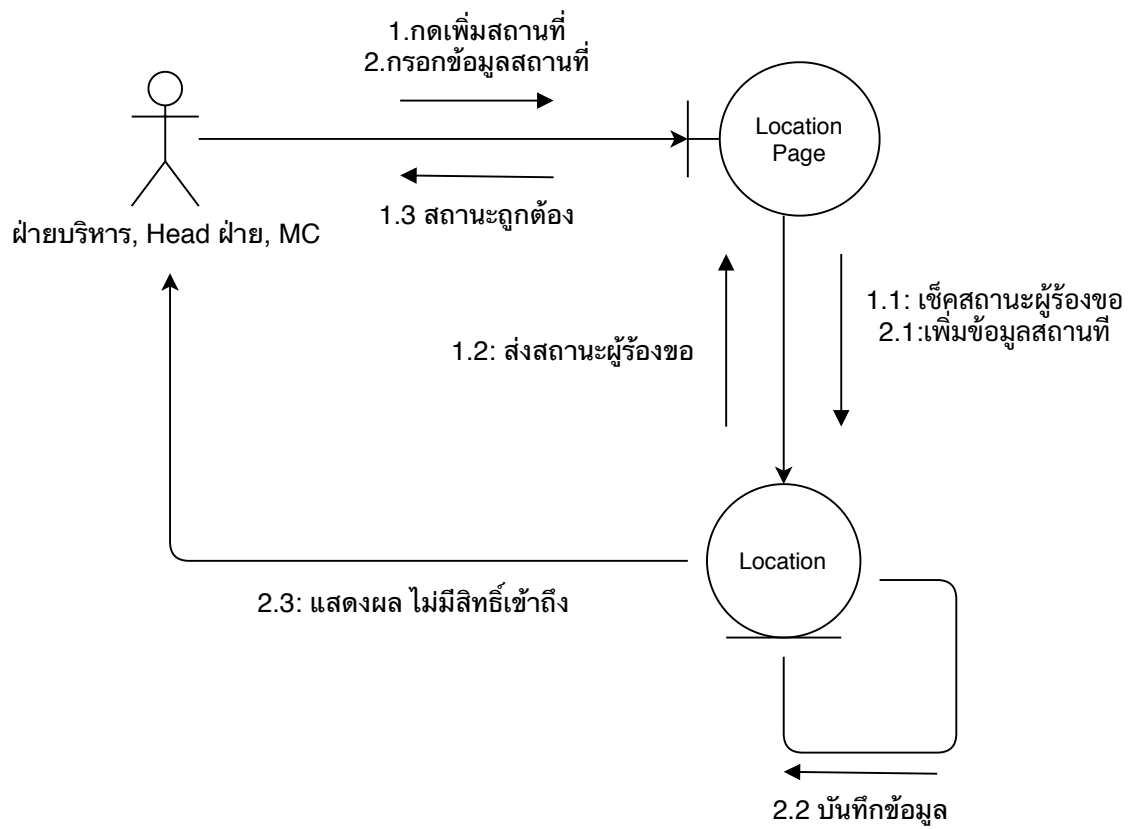 1.กดเพิ่มสถานที่
2.กรอกข้อมูลสถานที่
Location
Page
1.3 สถานะถูกต้อง
ฝ่ายบริหาร, Head ฝ่าย, MC
1.1: เช็คสถานะผู้ร้องขอ
2.1:เพิ่มข้อมูลสถานที
1.2: ส่งสถานะผู้ร้องขอ
Location
2.3: แสดงผล ไม่มีสิทธิ์เข้าถึง
2.2 บันทึกข้อมูล